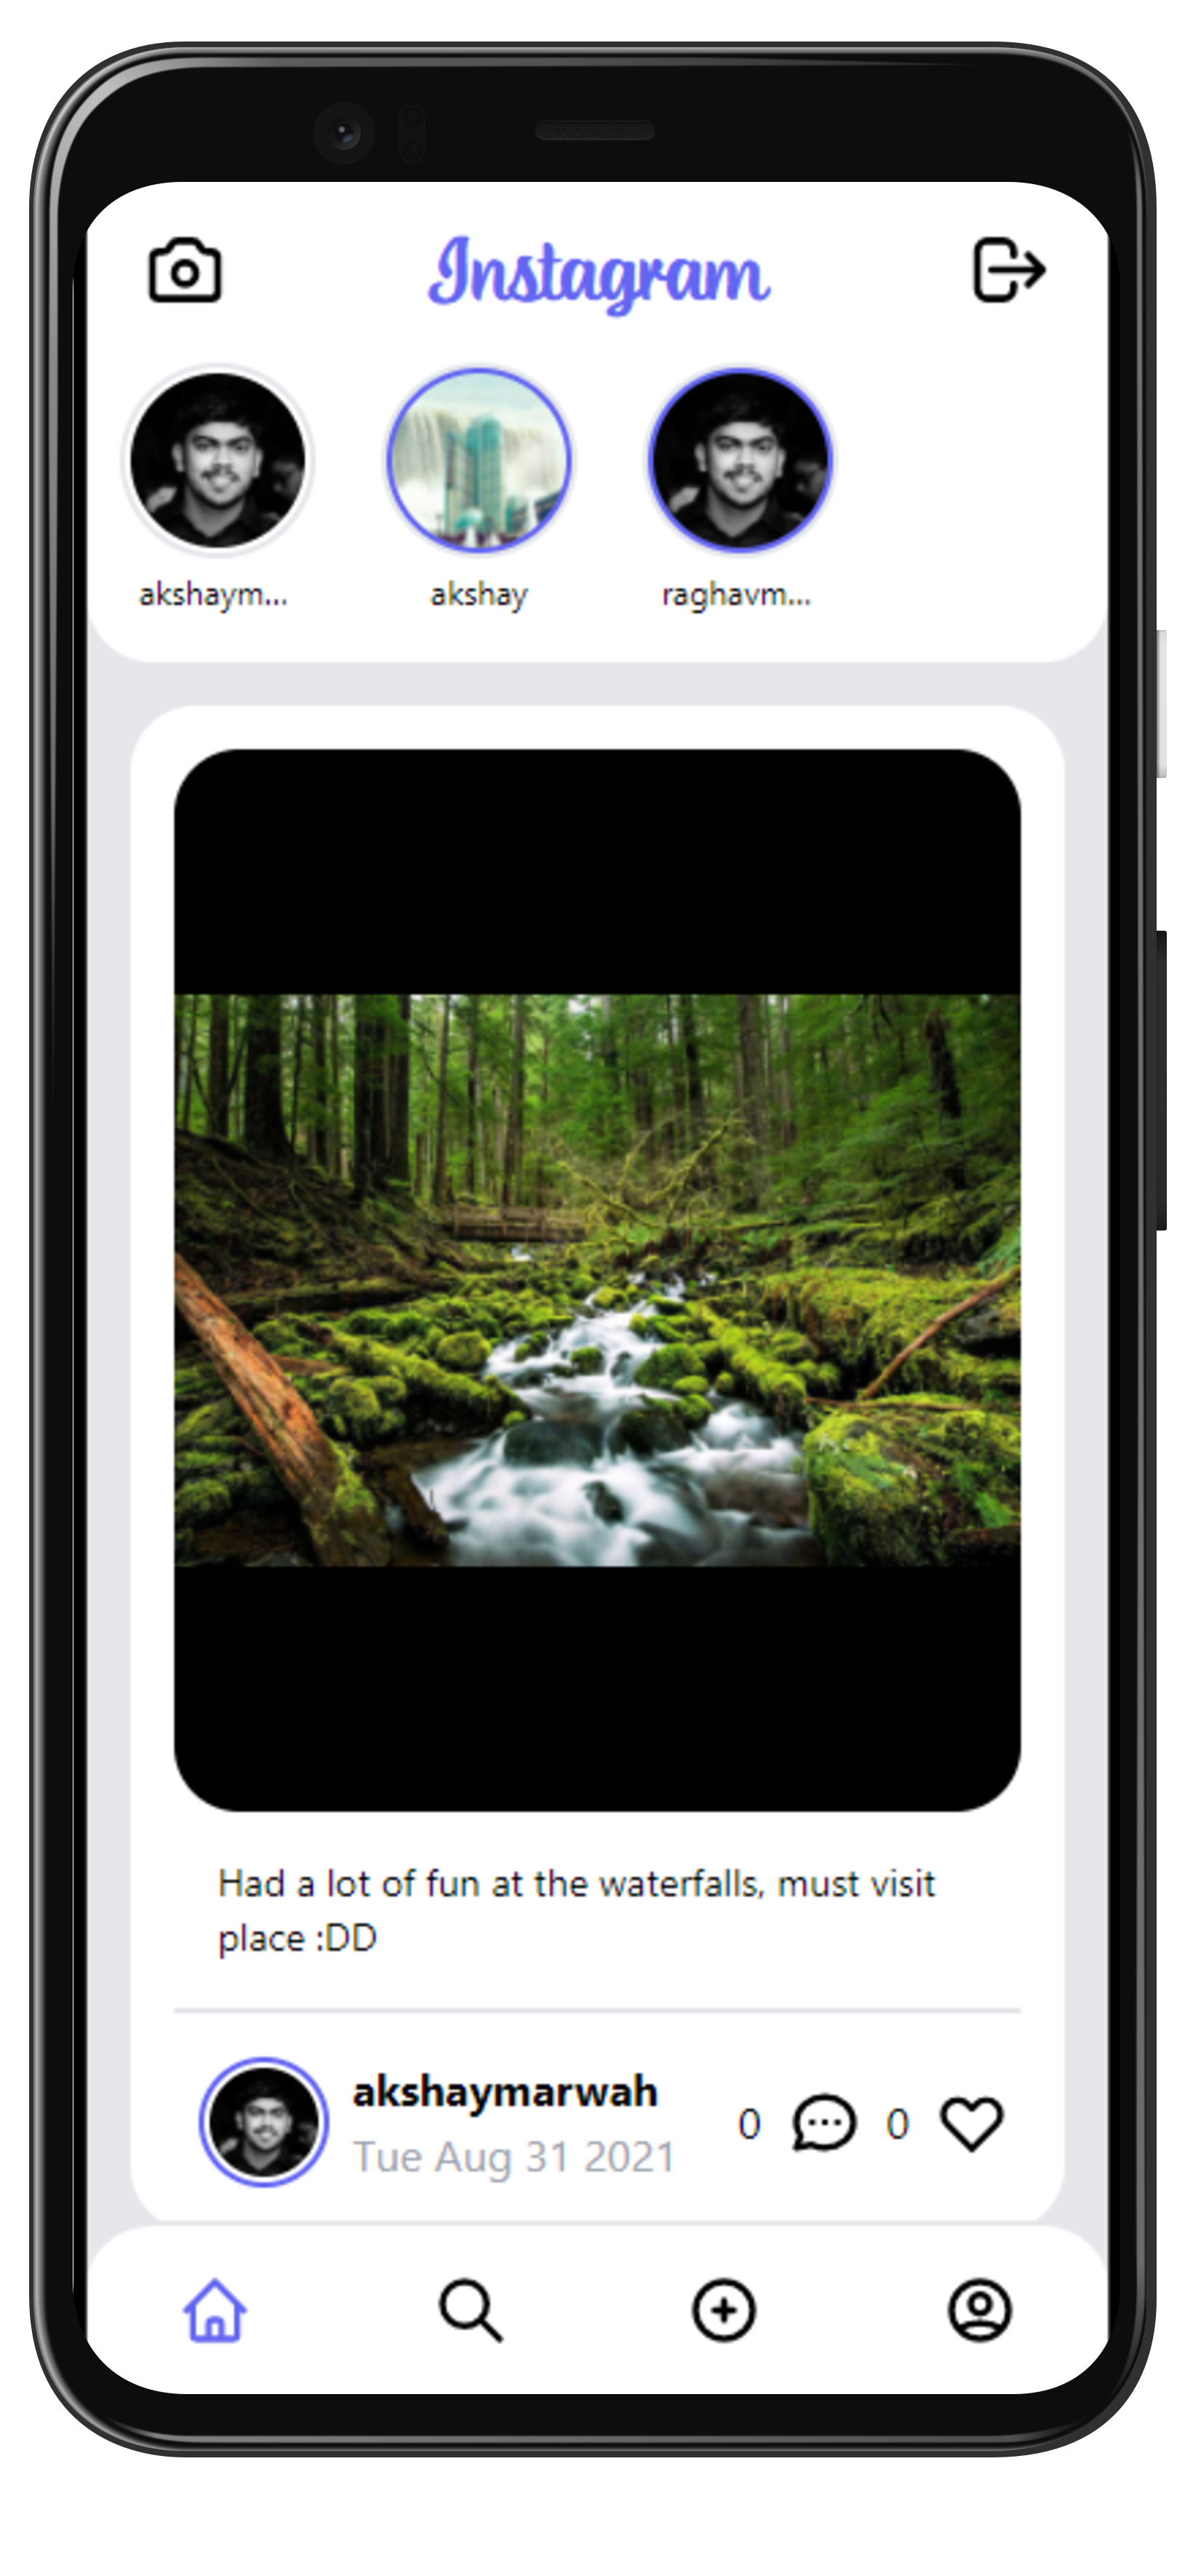 Instagram
akshaym...
akshay
raghavm...
Had a lot of fun at the waterfalls, must visit
place :DD
akshaymarwah
0
0
Tue Aug 31 2021